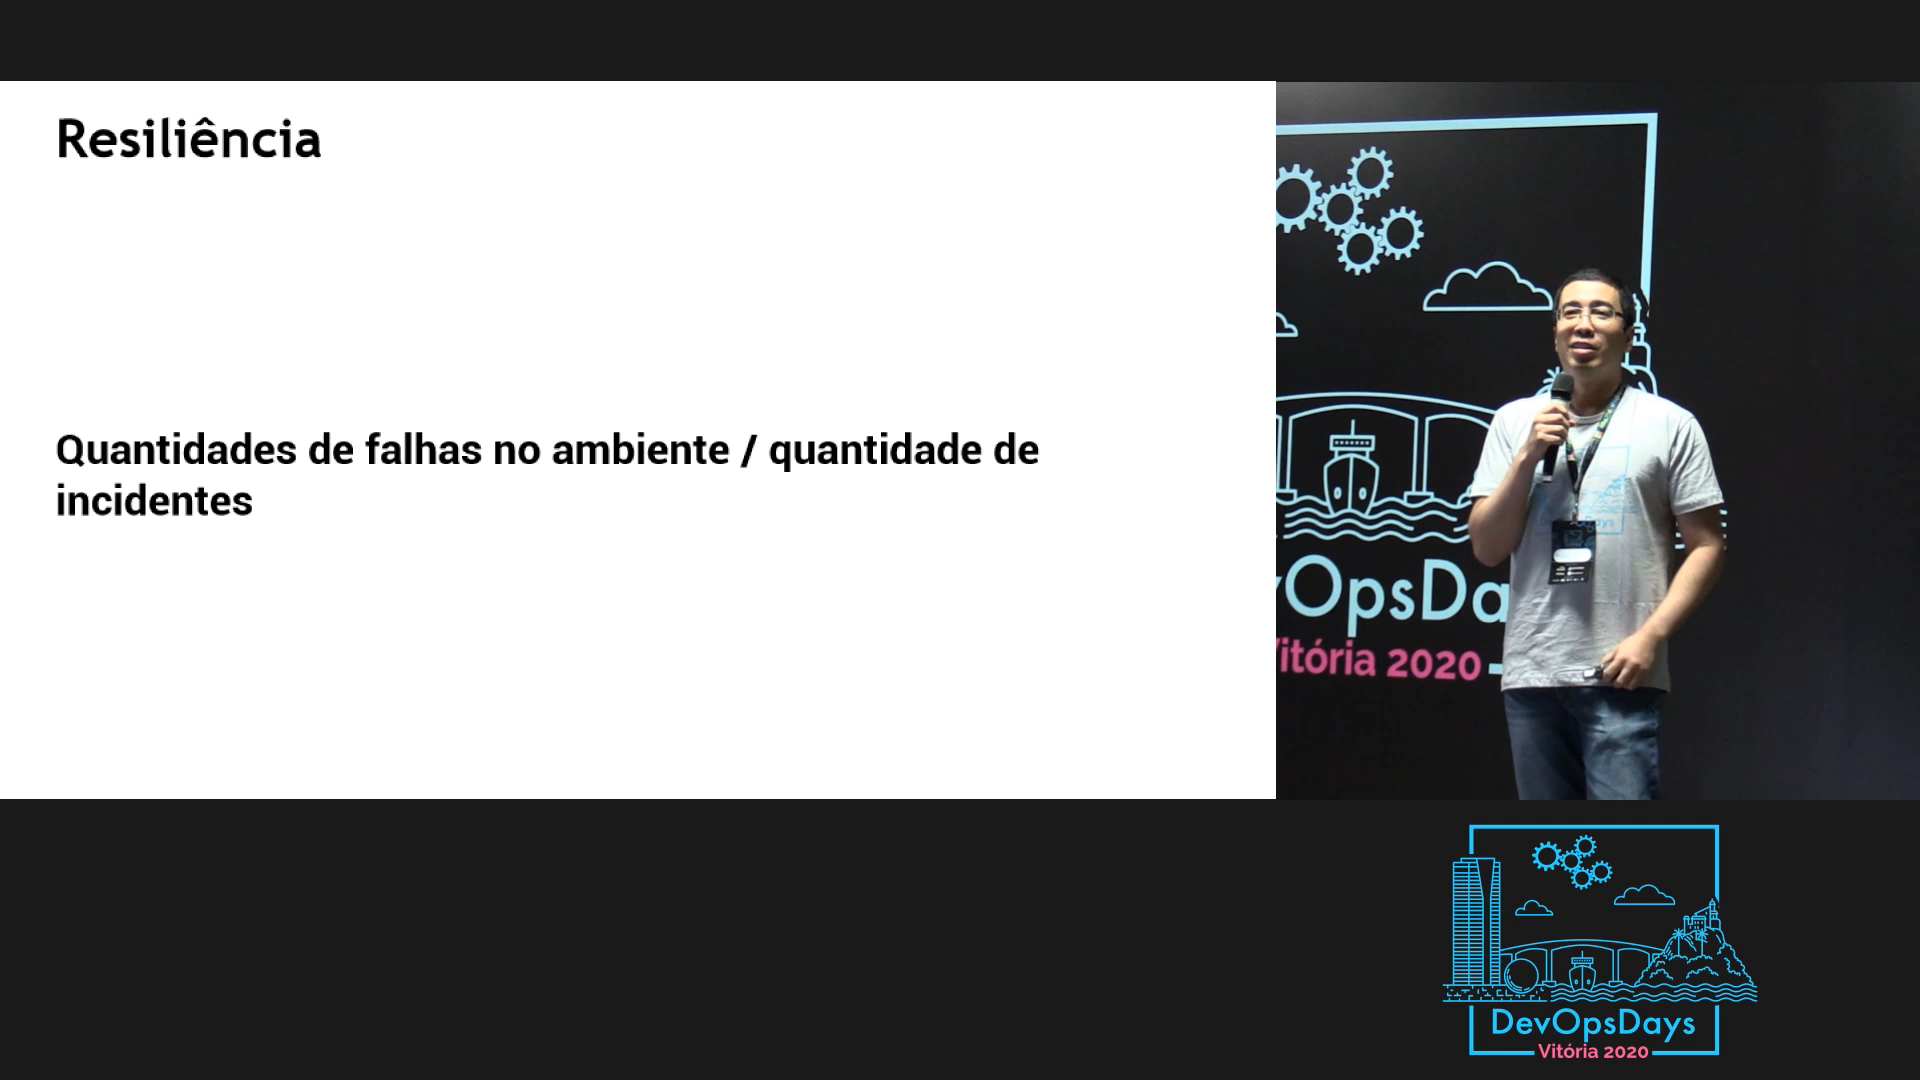 Resiliência
Quantidades de falhas no ambiente / quantidade de
incidentes
vOpsDa
itória 2020
DevOpsDays
Vitória 2020